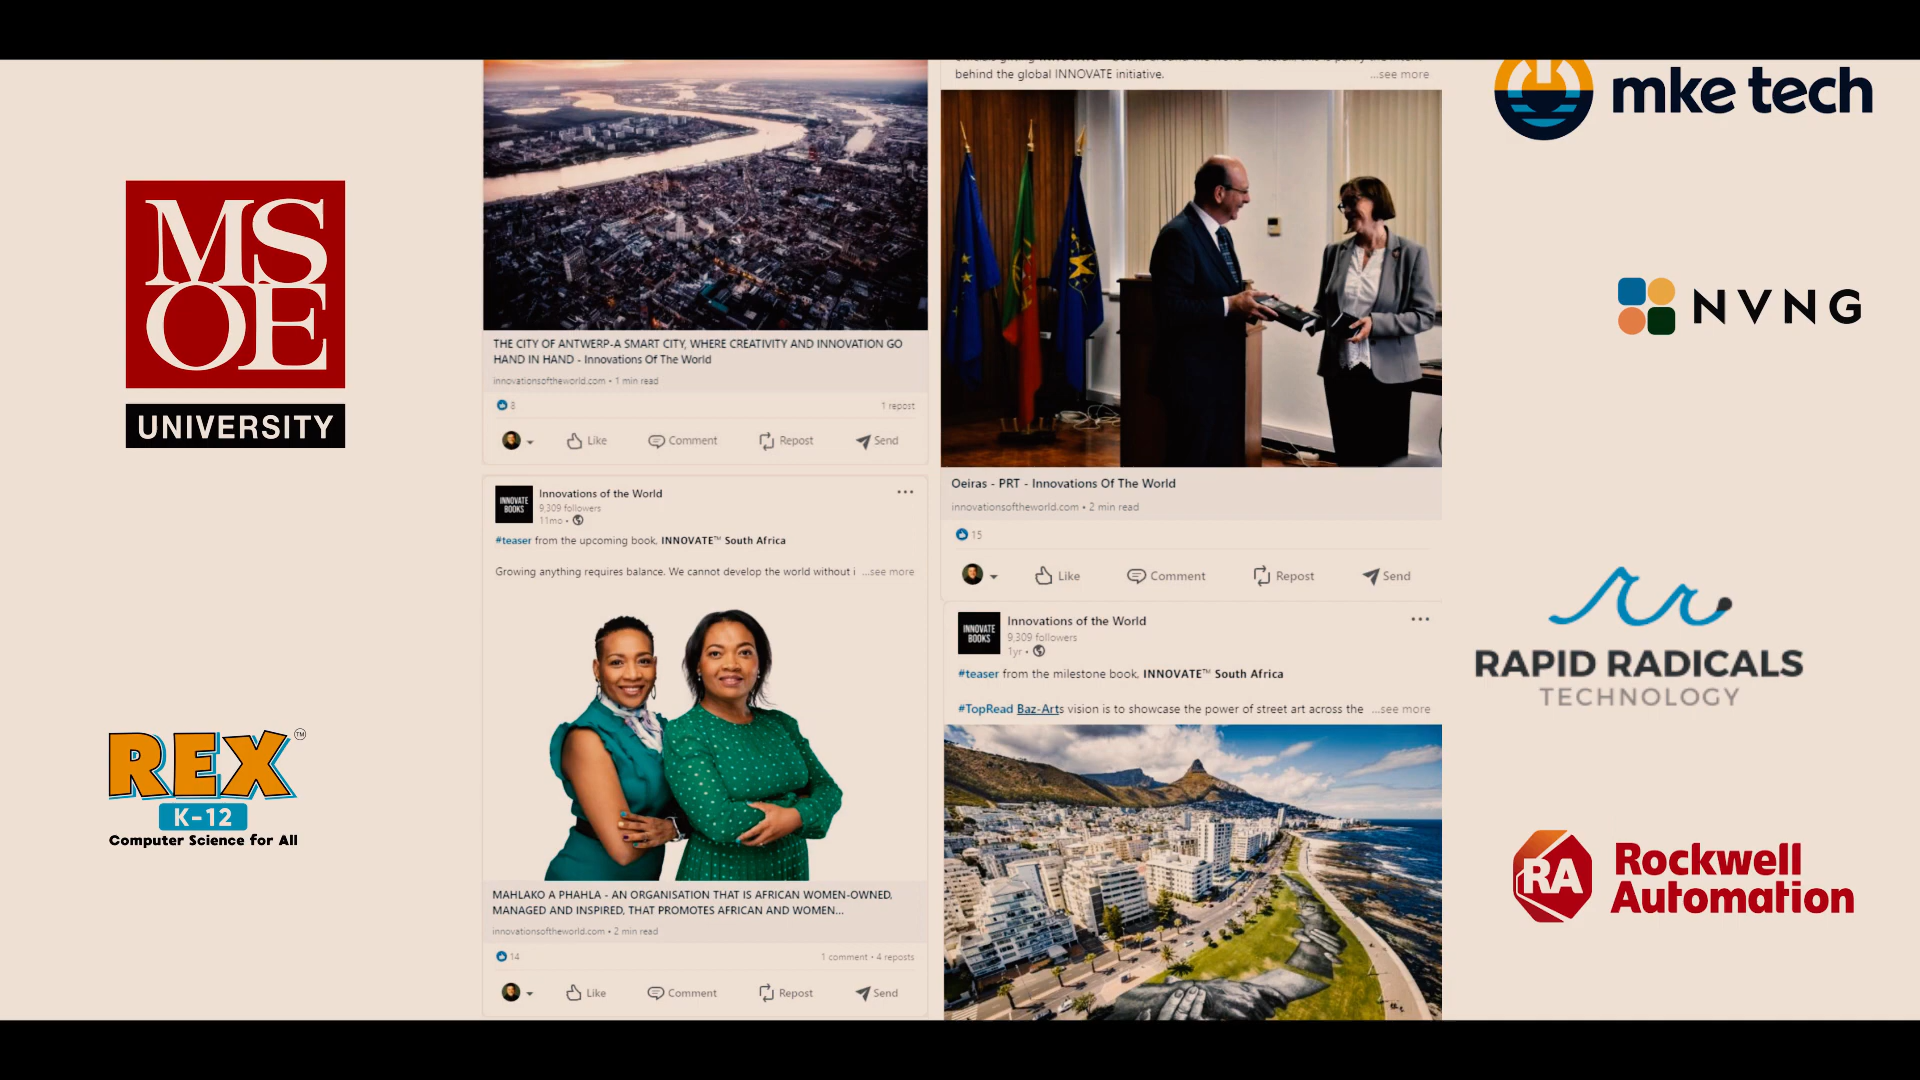 MS
OE
UNIVERSITY
REX™
K-12
Computer Science for All
THE CITY OF ANTWERP-A SMART CITY, WHERE CREATIVITY AND INNOVATION GO
HAND IN HAND - Innovations Of The World
innovationsoftheworld.com • 1 min read
8
1 repost
Like
Comment
Repost
Send
INNOVATE
BOOKS
Innovations of the World
9,309 followers
11mo •
#teaser from the upcoming book, INNOVATE™ South Africa
Growing anything requires balance. We cannot develop the world without i ...see more
MAHLAKO A PHAHLA - AN ORGANISATION THAT IS AFRICAN WOMEN-OWNED,
MANAGED AND INSPIRED, THAT PROMOTES AFRICAN AND WOMEN...
innovationsoftheworld.com • 2 min read
14
1 comment • 4 reposts
Like
Comment
Repost
Send
behind the global INNOVATE initiative.
...see more
Oeiras - PRT - Innovations Of The World
innovationsoftheworld.com • 2 min read
15
Like
Comment
Repost
Send
INNOVATE
BOOKS
Innovations of the World
9,309 followers
1yr •
#teaser from the milestone book, INNOVATE™ South Africa
#TopRead Baz-Arts vision is to showcase the power of street art across the ...see more
mke tech
NVNG
RAPID RADICALS
TECHNOLOGY
RA
Rockwell
Automation